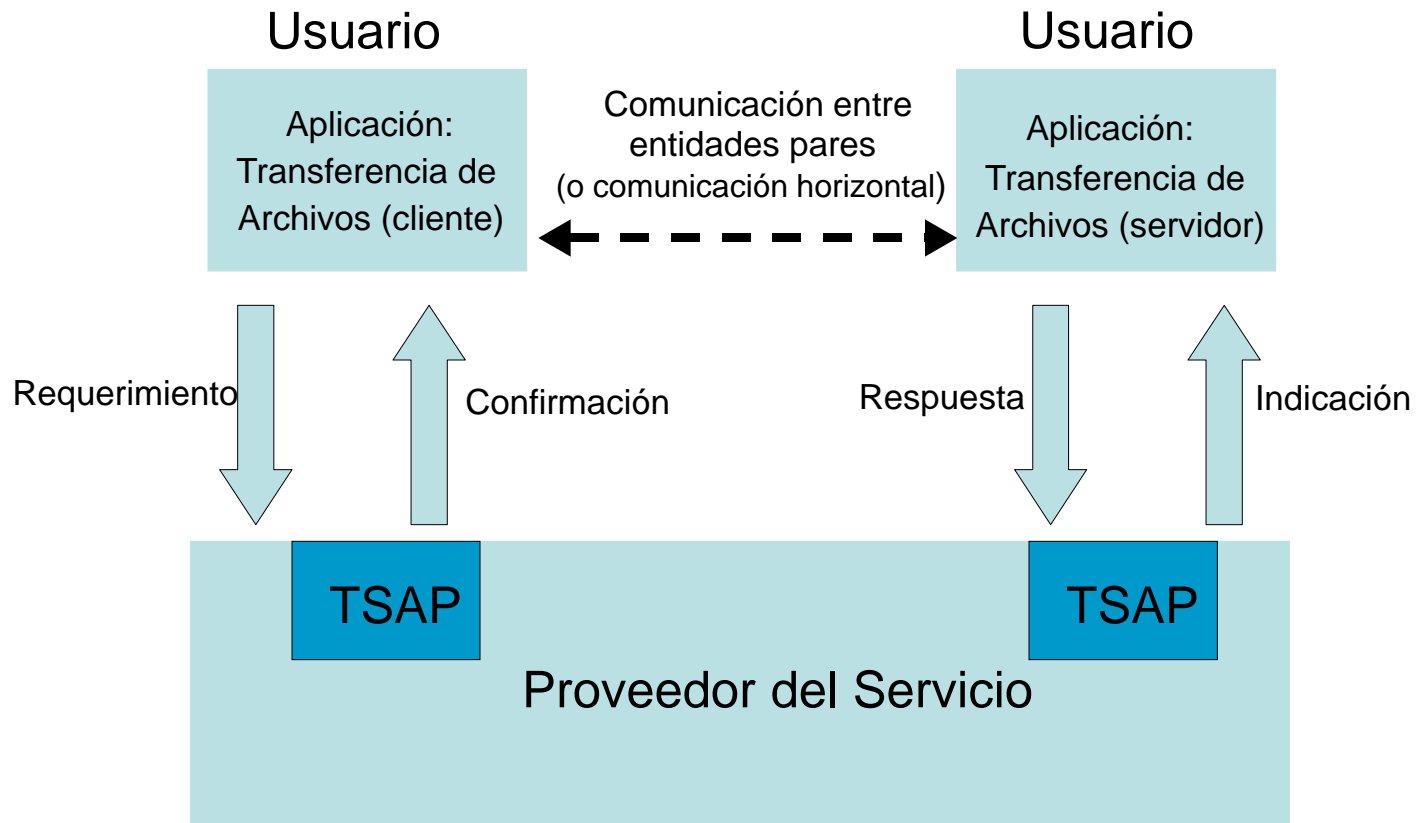 Usuario
Usuario
Aplicación:
Transferencia de
Archivos (cliente)
Comunicación entre
entidades pares
(o comunicación horizontal)
Aplicación:
Transferencia de
Archivos (servidor)
Requerimiento
Confirmación
Respuesta
Indicación
TSAP
TSAP
Proveedor del Servicio